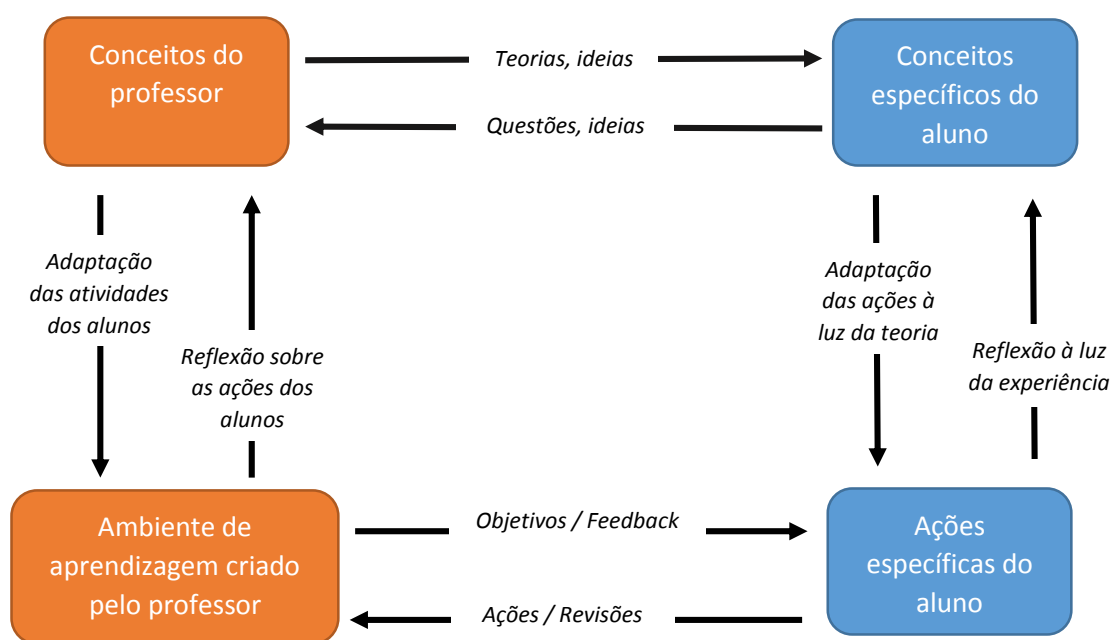 Conceitos do
professor
Teorias, ideias
Questões, ideias
Conceitos
específicos do
aluno
Adaptação
das atividades
dos alunos
Reflexão sobre
as ações dos
alunos
Adaptação
das ações à
luz da teoria
Reflexão à luz
da experiência
Ambiente de
aprendizagem criado
pelo professor
Objetivos / Feedback
Ações / Revisões
Ações
específicas do
aluno